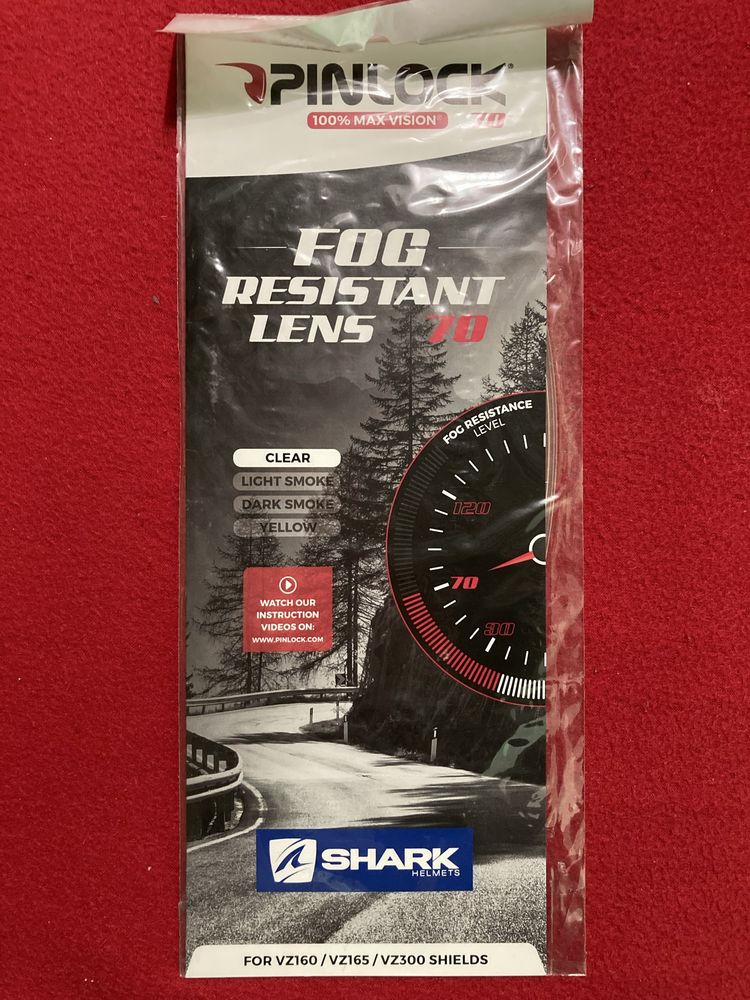 PINLOCK®
100% MAX VISION® 70
FOG
RESISTANT
LENS 70
FOG RESISTANCE
LEVEL
CLEAR
LIGHT SMOKE
DARK SMOKE
YELLOW
120
70
30
WATCH OUR
INSTRUCTION
VIDEOS ON:
WWW.PINLOCK.COM
SHARK
HELMETS
FOR VZ160 / VZ165 / VZ300 SHIELDS